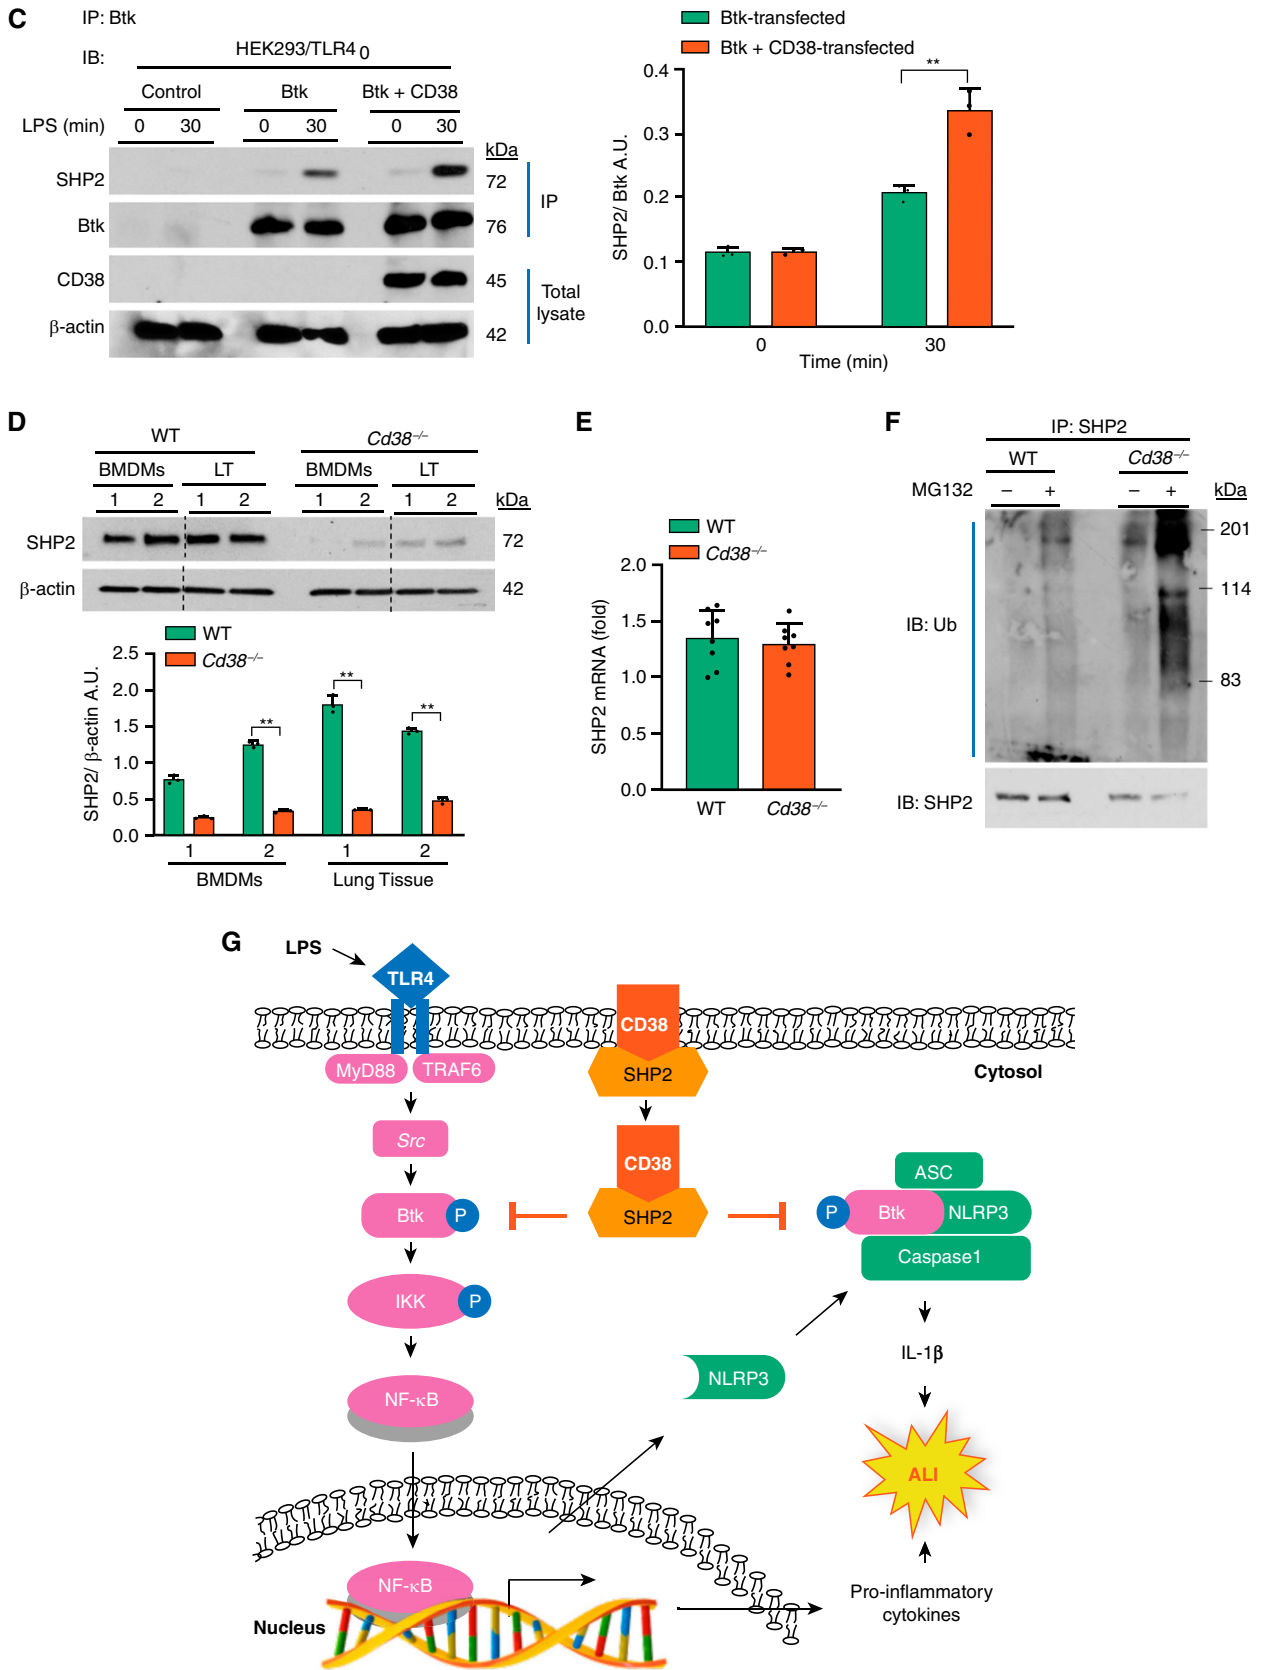 C
IP: Btk
IB:
HEK293/TLR4 0
Control Btk Btk + CD38
LPS (min) 0 30 0 30 0 30
kDa
SHP2 72
IP
Btk 76
CD38 45
Total
lysate
β-actin 42
Btk-transfected
Btk + CD38-transfected
**
SHP2/ Btk A.U.
0.4
0.3
0.2
0.1
0.0
0 30
Time (min)
D
WT Cd38–/–
BMDMs LT BMDMs LT
1 2 1 2 1 2 1 2 kDa
SHP2 72
β-actin 42
WT
Cd38–/–
SHP2/ β-actin A.U.
2.5
2.0
1.5
1.0
0.5
0.0
** ** **
1 2 1 2
BMDMs Lung Tissue
E
WT
Cd38–/–
SHP2 mRNA (fold)
2.0
1.5
1.0
0.5
0.0
WT Cd38–/–
F
IP: SHP2
WT Cd38–/–
MG132 – + – + kDa
201
114
IB: Ub
83
IB: SHP2
G
LPS
TLR4
CD38
MyD88 TRAF6
SHP2
Cytosol
Src
CD38
ASC
Btk P
SHP2
P Btk NLRP3
Caspase1
IKK P
IL-1β
NLRP3
NF-κB
ALI
NF-κB
Pro-inflammatory
cytokines
Nucleus